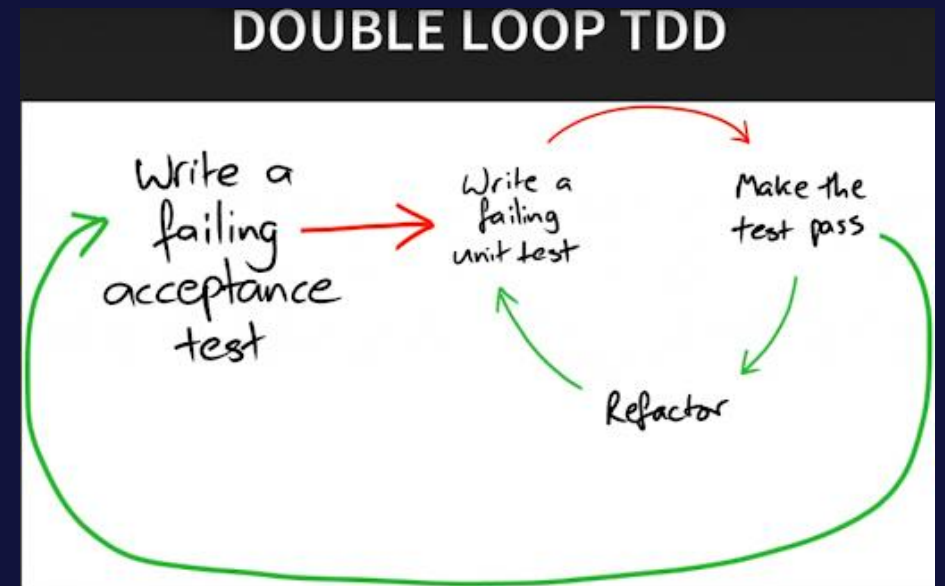 DOUBLE LOOP TDD
Write a
failing
acceptance
test
Write a
failing
unit test
Make the
test pass
Refactor